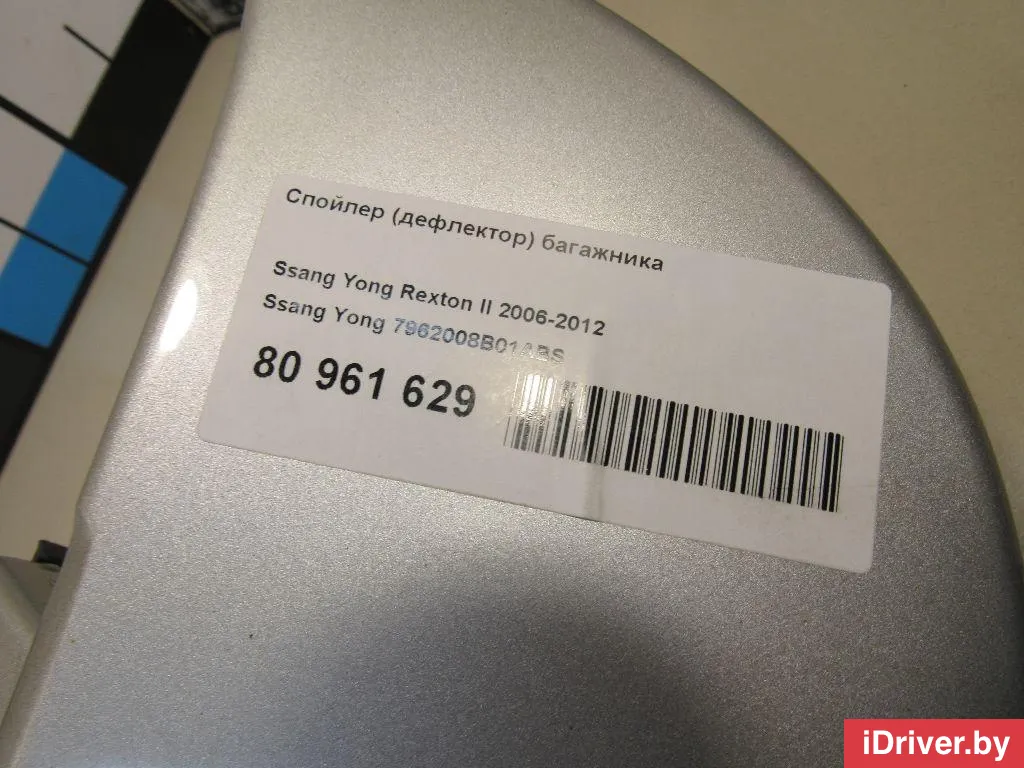 Спойлер (дефлектор) багажника
Ssang Yong Rexton II 2006-2012
Ssang Yong 7962008B01ABS
80 961 629
iDriver.by